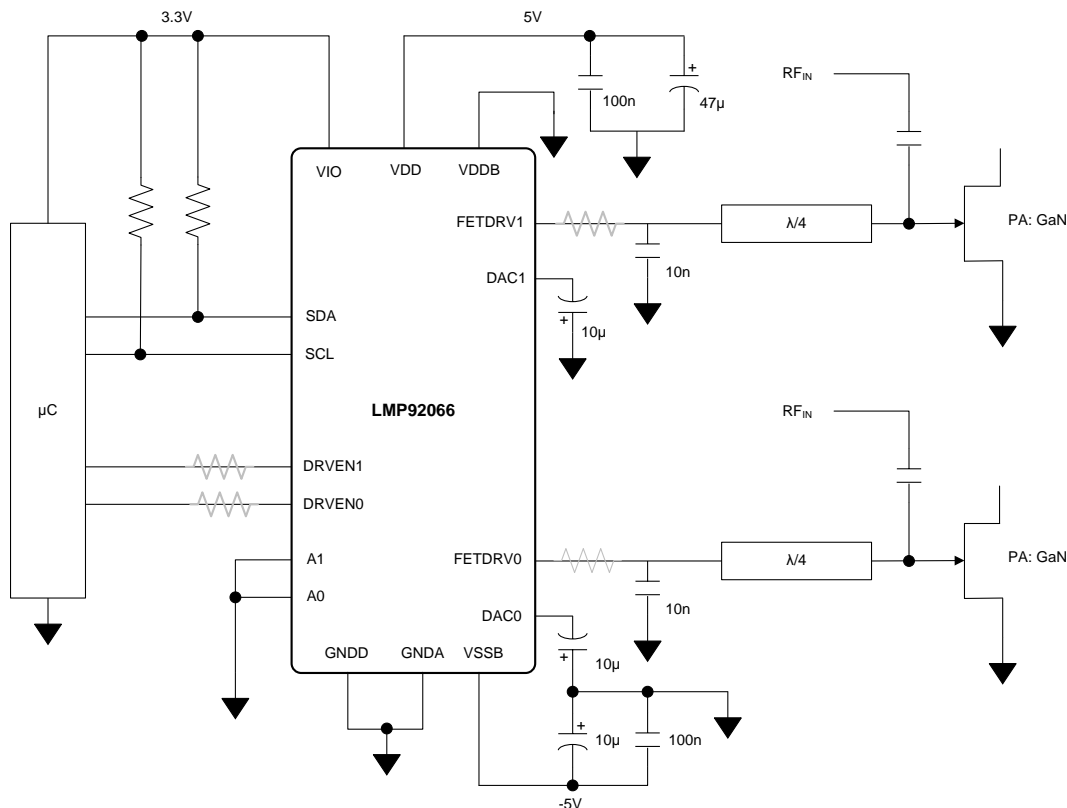 3.3V
5V
RF_IN
100n
47µ
VIO
VDD
VDDB
FETDRV1
λ/4
PA: GaN
10n
DAC1
10µ
SDA
SCL
µC
LMP92066
RF_IN
DRVEN1
DRVEN0
A1
FETDRV0
λ/4
PA: GaN
A0
10n
DAC0
GNDD
GNDA
VSSB
10µ
10µ
100n
-5V
+
+
+
+